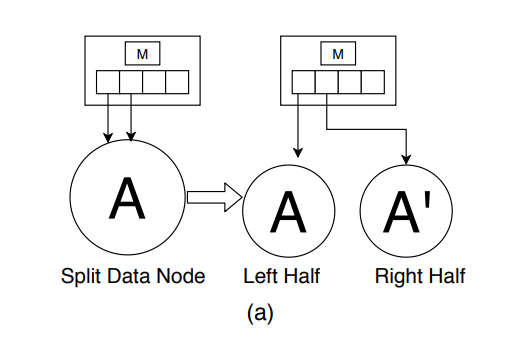 M
M
A
A
A'
Split Data Node
Left Half
Right Half
(a)